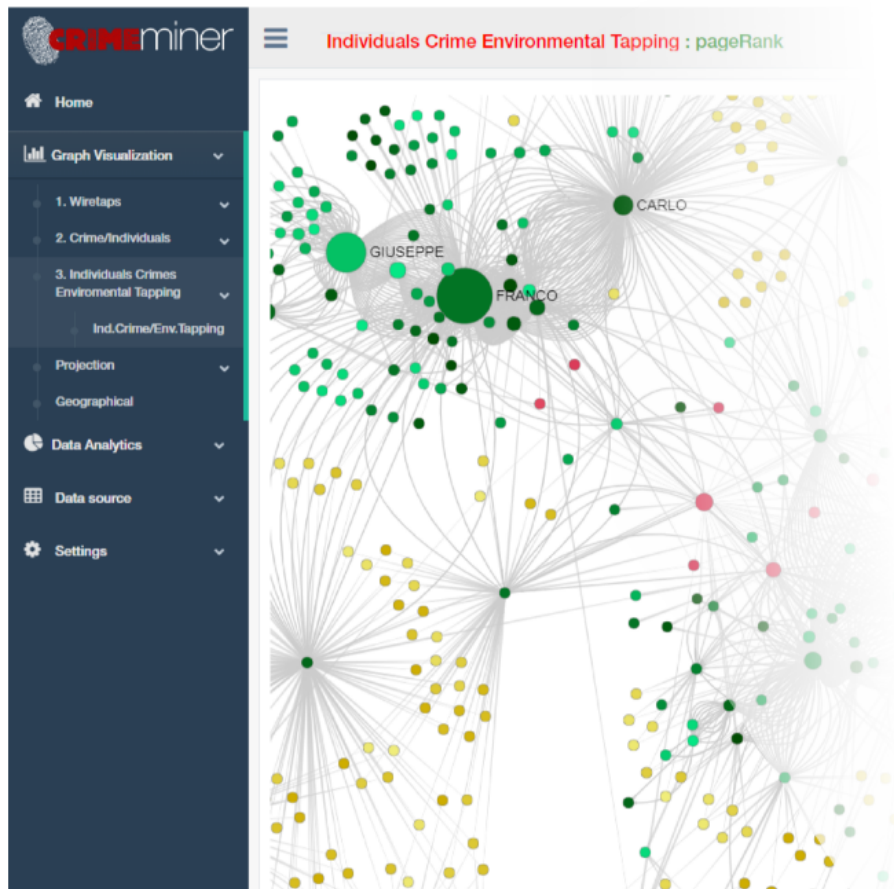 CRIMEminer
Individuals Crime Environmental Tapping : pageRank
Home
Graph Visualization
1. Wiretaps
2. Crime/Individuals
3. Individuals Crimes
Enviromental Tapping
Ind.Crime/Env.Tapping
Projection
Geographical
Data Analytics
Data source
Settings
CARLO
GIUSEPPE
FRANCO